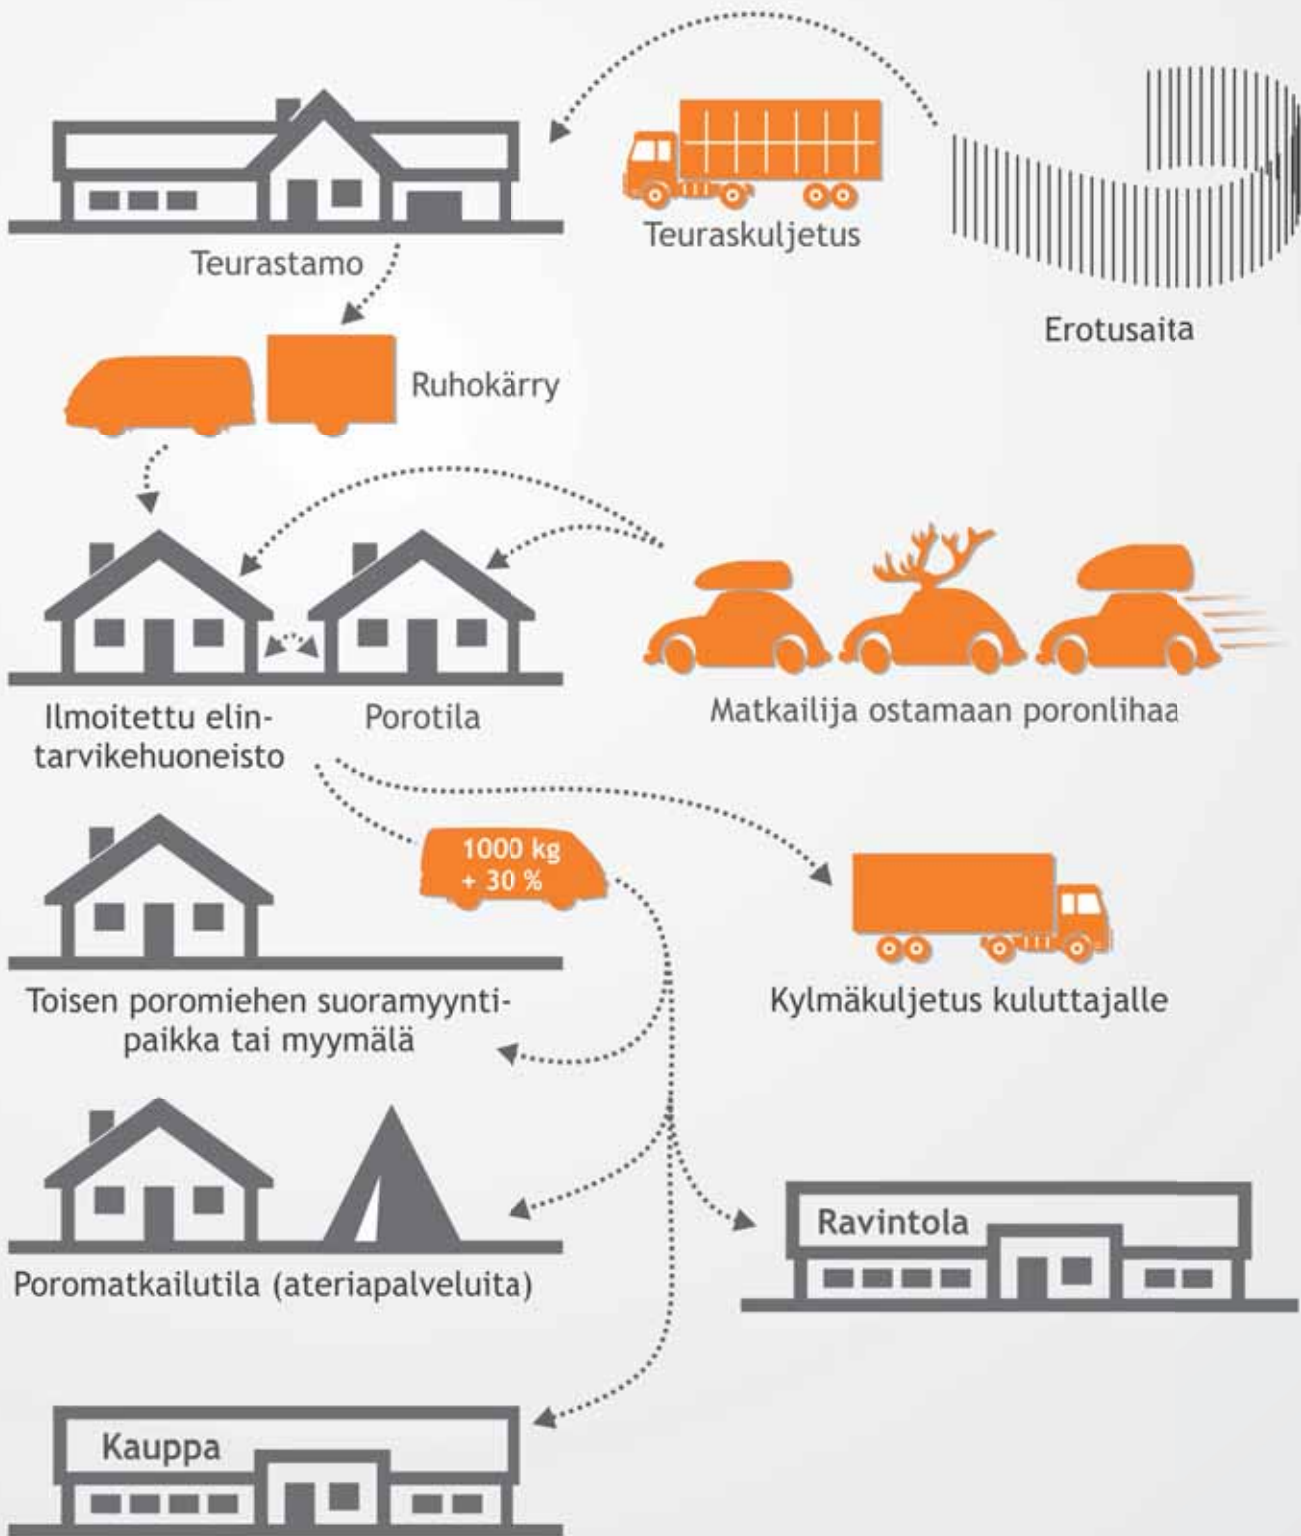 Teuraskuljetus
Teurastamo
Erotusaita
Ruhokärry
Ilmoitettu elin-
tarvikehuoneisto
Porotila
Matkailija ostamaan poronlihaa
1000 kg
+ 30 %
Toisen poromiehen suoramyynti-
paikka tai myymälä
Kylmäkuljetus kuluttajalle
Poromatkailutila (ateriapalveluita)
Ravintola
Kauppa